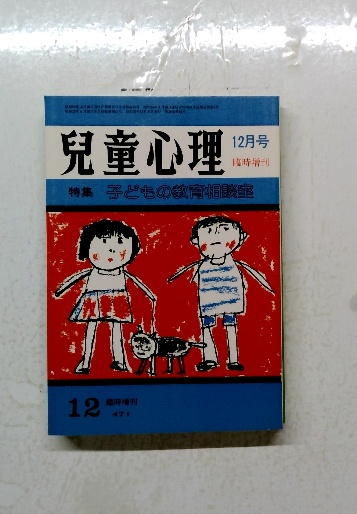 兒童心理
12月号
臨時増刊
特集 子どもの教育相談室
12 臨時増刊
471